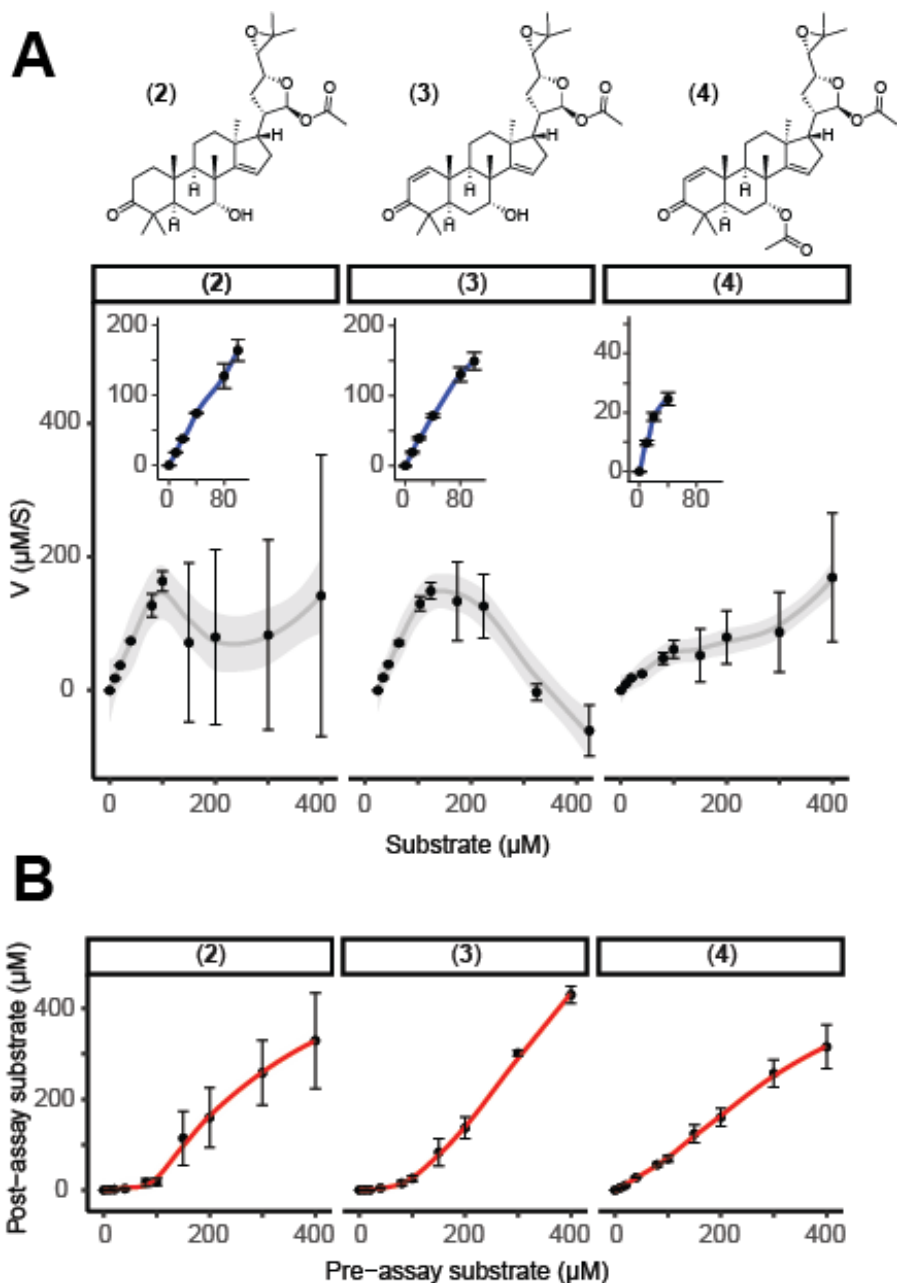 A
(2) (3) (4)
O O O
O O O
O O O
O O O
H H H
H H H
O OH O OH O O
H H H
O
(2) (3) (4)
200 200 40
100 100 20
0 0 0
0 80 0 80 0 80
400
200
0
V (µM/S)
0 200 400 0 200 400 0 200 400
Substrate (µM)
B
(2) (3) (4)
400
200
0
Post−assay substrate (µM)
0 200 400 0 200 400 0 200 400
Pre−assay substrate (µM)